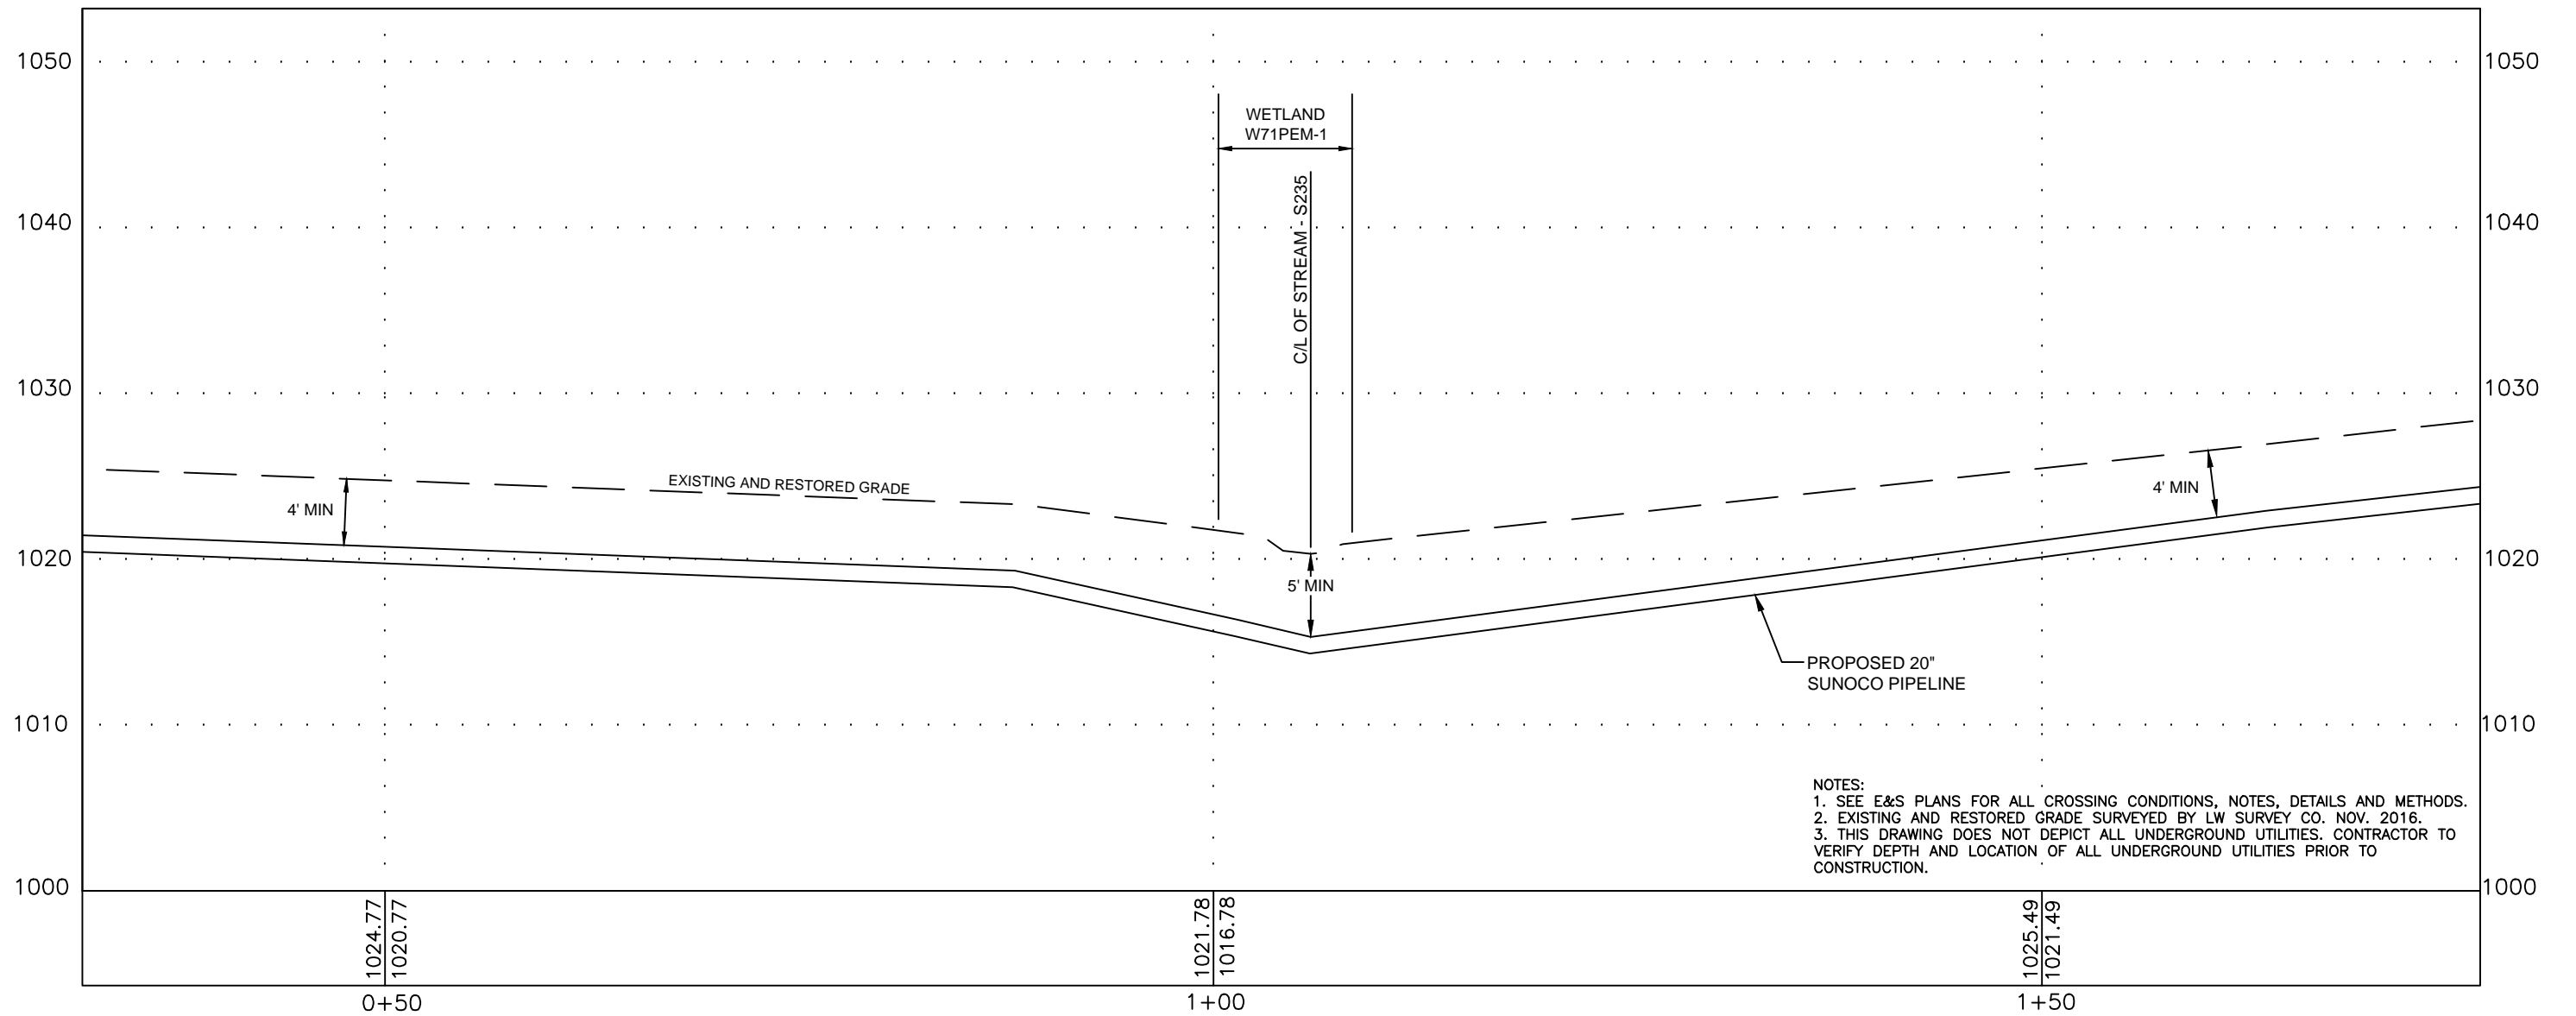 1050
1050
WETLAND
W71PEM-1
C/L OF STREAM - S235
1040
1040
1030
1030
EXISTING AND RESTORED GRADE
4' MIN
4' MIN
1020
1020
5' MIN
PROPOSED 20"
SUNOCO PIPELINE
1010
1010
NOTES:
1. SEE E&S PLANS FOR ALL CROSSING CONDITIONS, NOTES, DETAILS AND METHODS.
2. EXISTING AND RESTORED GRADE SURVEYED BY LW SURVEY CO. NOV. 2016.
3. THIS DRAWING DOES NOT DEPICT ALL UNDERGROUND UTILITIES. CONTRACTOR TO
VERIFY DEPTH AND LOCATION OF ALL UNDERGROUND UTILITIES PRIOR TO
CONSTRUCTION.
1000
1000
1024.77
1020.77
1021.78
1016.78
1025.49
1021.49
0+50
1+00
1+50